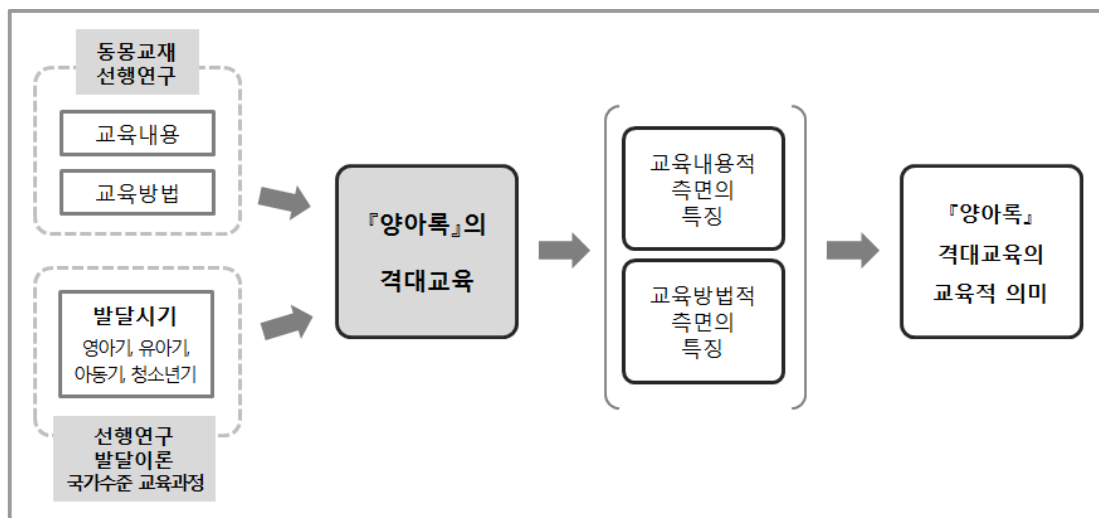 동몽교재
선행연구
교육내용
교육방법
발달시기
영아기, 유아기,
아동기, 청소년기
선행연구
발달이론
국가수준 교육과정
『양아록』의
격대교육
교육내용적
측면의
특징
교육방법적
측면의
특징
『양아록』
격대교육의
교육적 의미